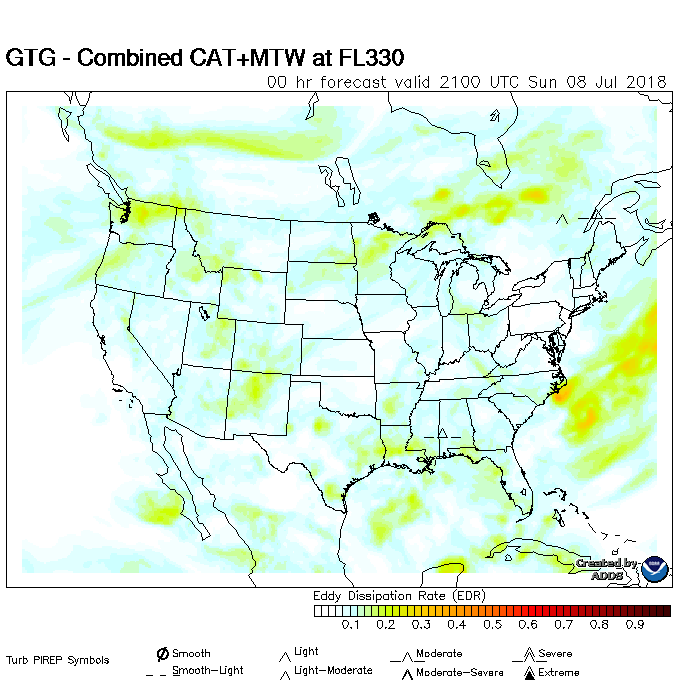 GTG - Combined CAT+MTW at FL330
00 hr forecast valid 2100 UTC Sun 08 Jul 2018
Created by
ADDS
Eddy Dissipation Rate (EDR)
0.1 0.2 0.3 0.4 0.5 0.6 0.7 0.8 0.9
Turb PIREP Symbols
Smooth Light Moderate Severe
Smooth-Light Light-Moderate Moderate-Severe Extreme